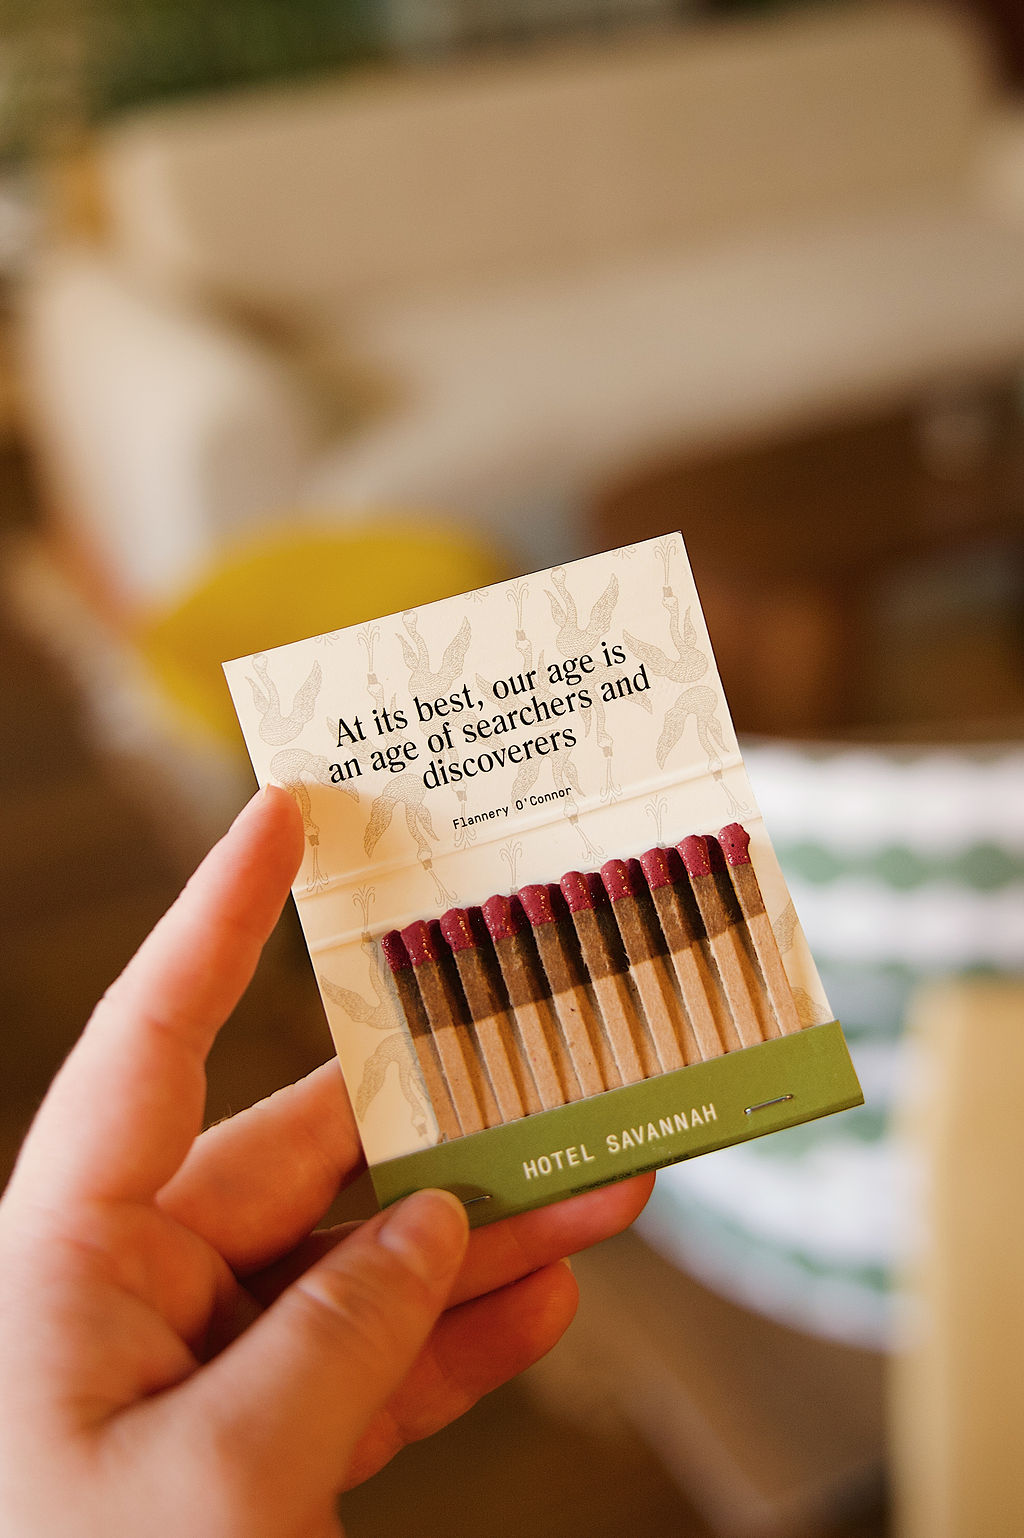 At its best, our age is
an age of searchers and
discoverers
Flannery O'Connor
HOTEL SAVANNAH